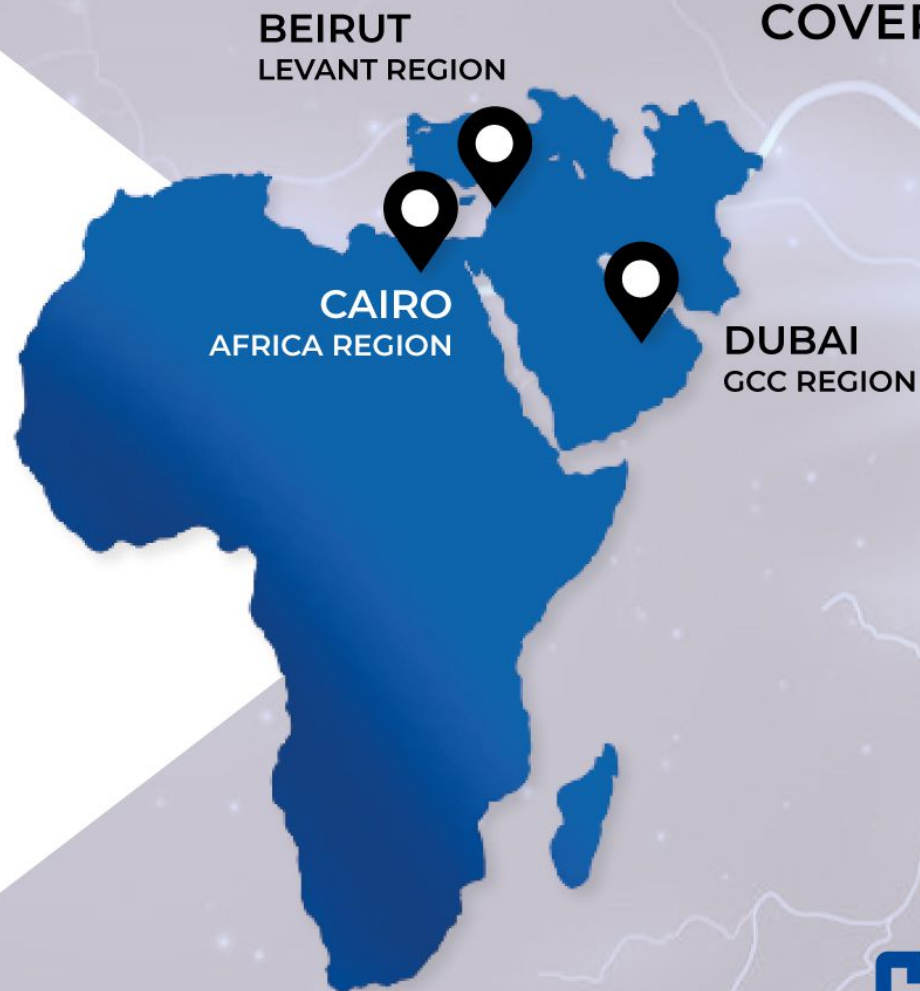 BEIRUT
LEVANT REGION
CAIRO
AFRICA REGION
DUBAI
GCC REGION